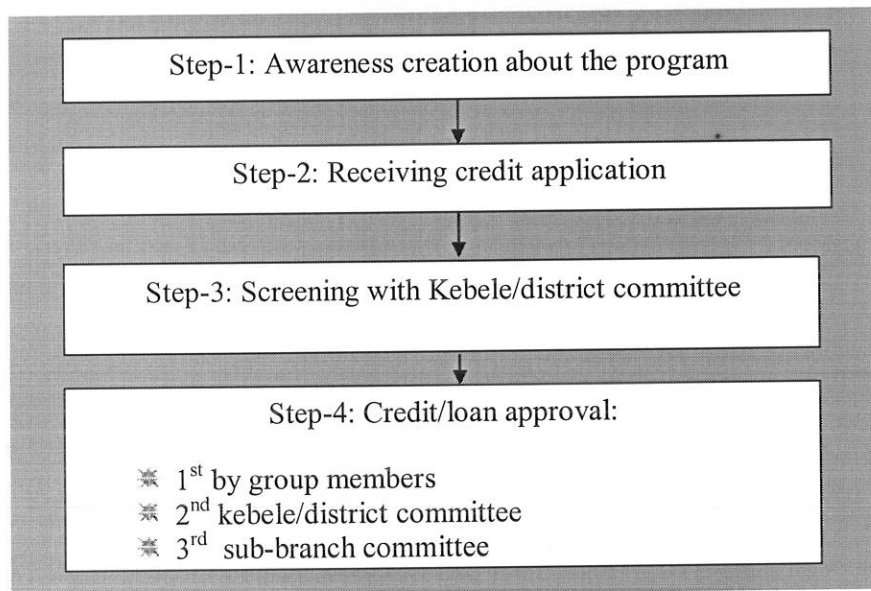 Step-1: Awareness creation about the program
Step-2: Receiving credit application
Step-3: Screening with Kebele/district committee
Step-4: Credit/loan approval:
1st by group members
2nd kebele/district committee
3rd sub-branch committee